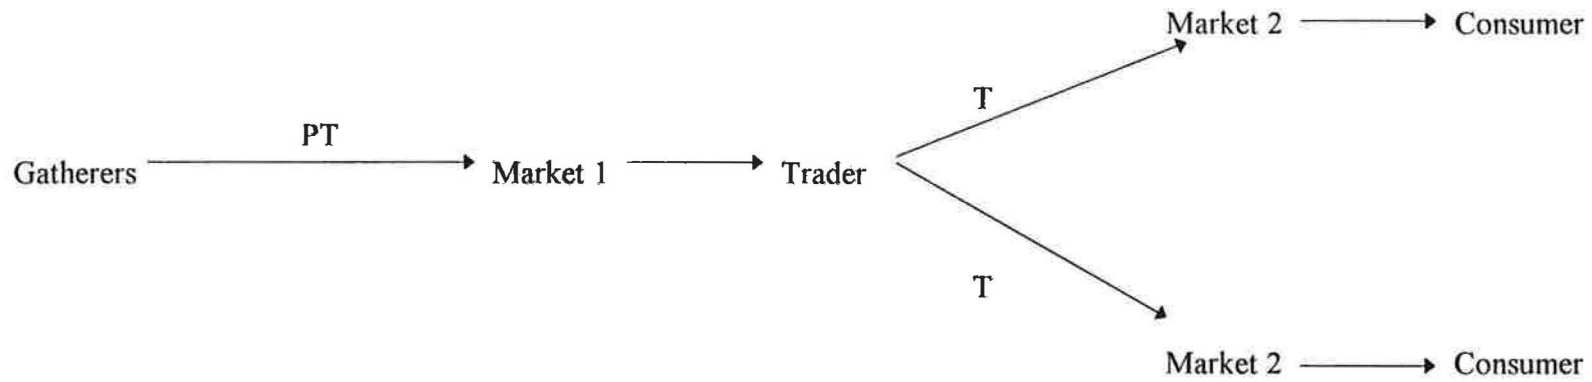 Market 2
Consumer
T
PT
Gatherers
Market 1
Trader
T
Market 2
Consumer